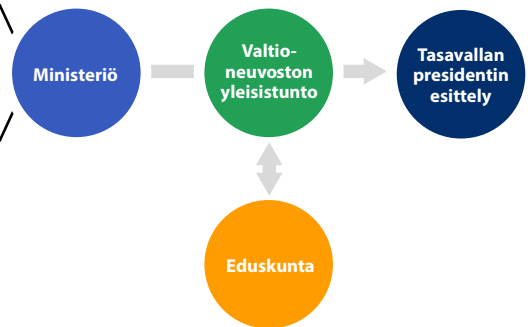 Ministeriö
Valtio-
neuvoston
yleisistunto
Tasavallan
presidentin
esittely
Eduskunta